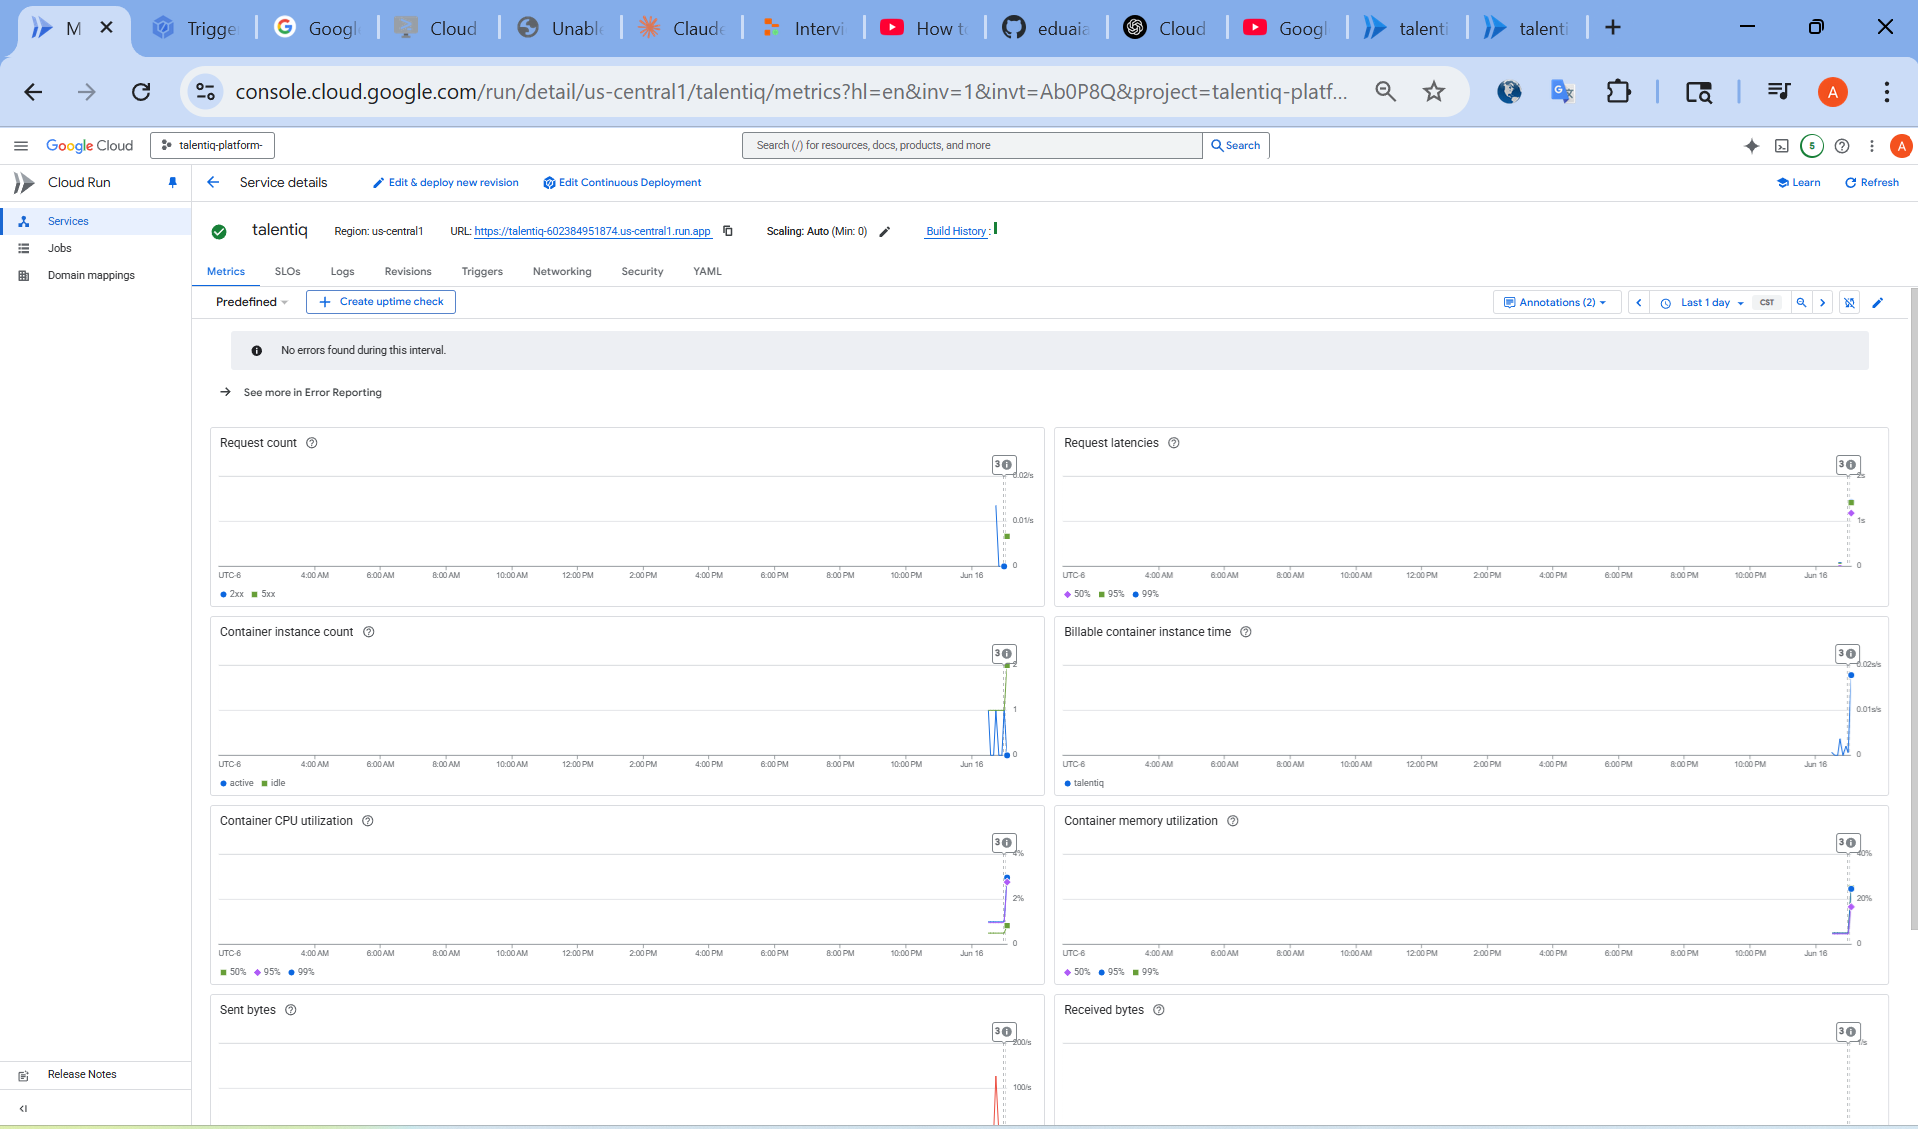 M
Trigge
Googl
Cloud
Unabl
Claude
Intervi
How to
eduaia
Cloud
Googl
talenti
talenti
console.cloud.google.com/run/detail/us-central1/talentiq/metrics?hl=en&inv=1&invt=Ab0P8Q&project=talentiq-platf...
A
Google Cloud
talentiq-platform-
Search (/) for resources, docs, products, and more
Search
5
A
Cloud Run
Service details
Edit & deploy new revision
Edit Continuous Deployment
Learn
Refresh
Services
Jobs
Domain mappings
talentiq
Region: us-central1
URL: https://talentiq-602384951874.us-central1.run.app
Scaling: Auto (Min: 0)
Build History :
Metrics
SLOs
Logs
Revisions
Triggers
Networking
Security
YAML
Predefined
Create uptime check
Annotations (2)
Last 1 day
CST
No errors found during this interval.
See more in Error Reporting
Request count
3
0.02/s
0.01/s
0
UTC-6 4:00 AM 6:00 AM 8:00 AM 10:00 AM 12:00 PM 2:00 PM 4:00 PM 6:00 PM 8:00 PM 10:00 PM Jun 16
2xx 5xx
Request latencies
3
2s
1s
0
UTC-6 4:00 AM 6:00 AM 8:00 AM 10:00 AM 12:00 PM 2:00 PM 4:00 PM 6:00 PM 8:00 PM 10:00 PM Jun 16
50% 95% 99%
Container instance count
3
2
1
0
UTC-6 4:00 AM 6:00 AM 8:00 AM 10:00 AM 12:00 PM 2:00 PM 4:00 PM 6:00 PM 8:00 PM 10:00 PM Jun 16
active idle
Billable container instance time
3
0.02s/s
0.01s/s
0
UTC-6 4:00 AM 6:00 AM 8:00 AM 10:00 AM 12:00 PM 2:00 PM 4:00 PM 6:00 PM 8:00 PM 10:00 PM Jun 16
talentiq
Container CPU utilization
3
4%
2%
0
UTC-6 4:00 AM 6:00 AM 8:00 AM 10:00 AM 12:00 PM 2:00 PM 4:00 PM 6:00 PM 8:00 PM 10:00 PM Jun 16
50% 95% 99%
Container memory utilization
3
40%
20%
0
UTC-6 4:00 AM 6:00 AM 8:00 AM 10:00 AM 12:00 PM 2:00 PM 4:00 PM 6:00 PM 8:00 PM 10:00 PM Jun 16
50% 95% 99%
Sent bytes
3
200/s
100/s
Received bytes
3
1/s
Release Notes